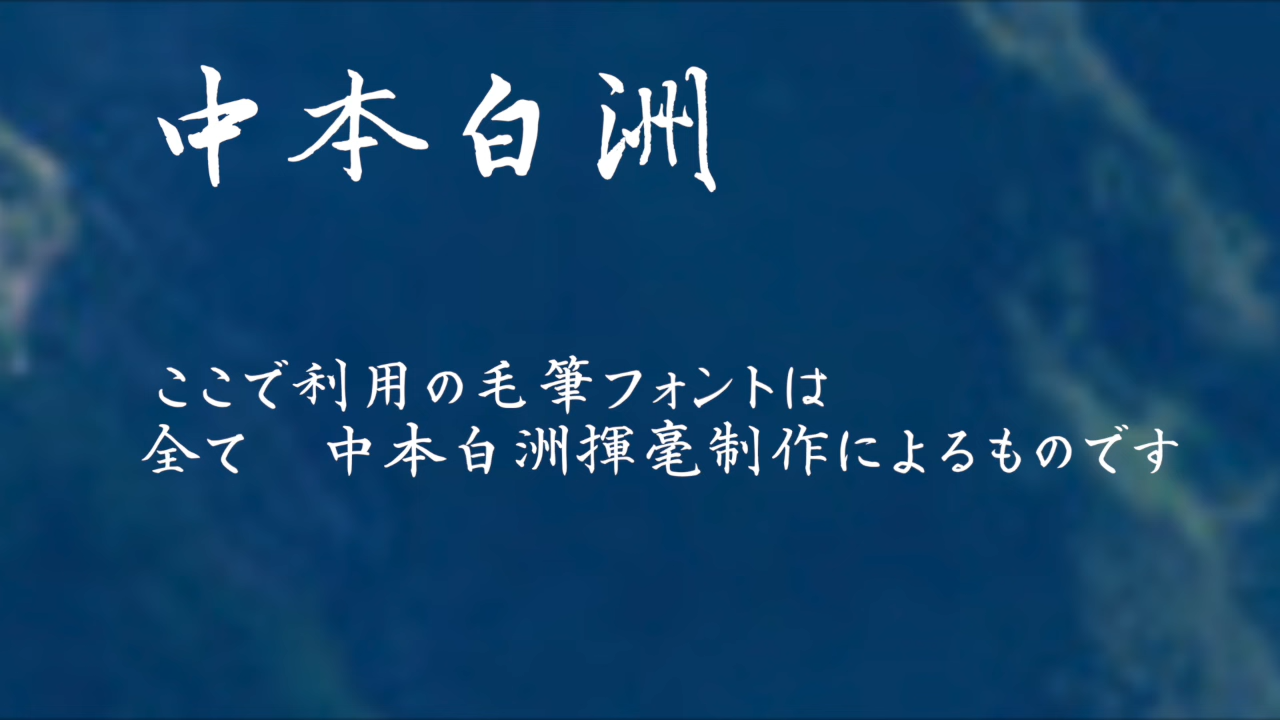 中本白洲
ここで利用の毛筆フォントは
全て　中本白洲揮毫制作によるものです